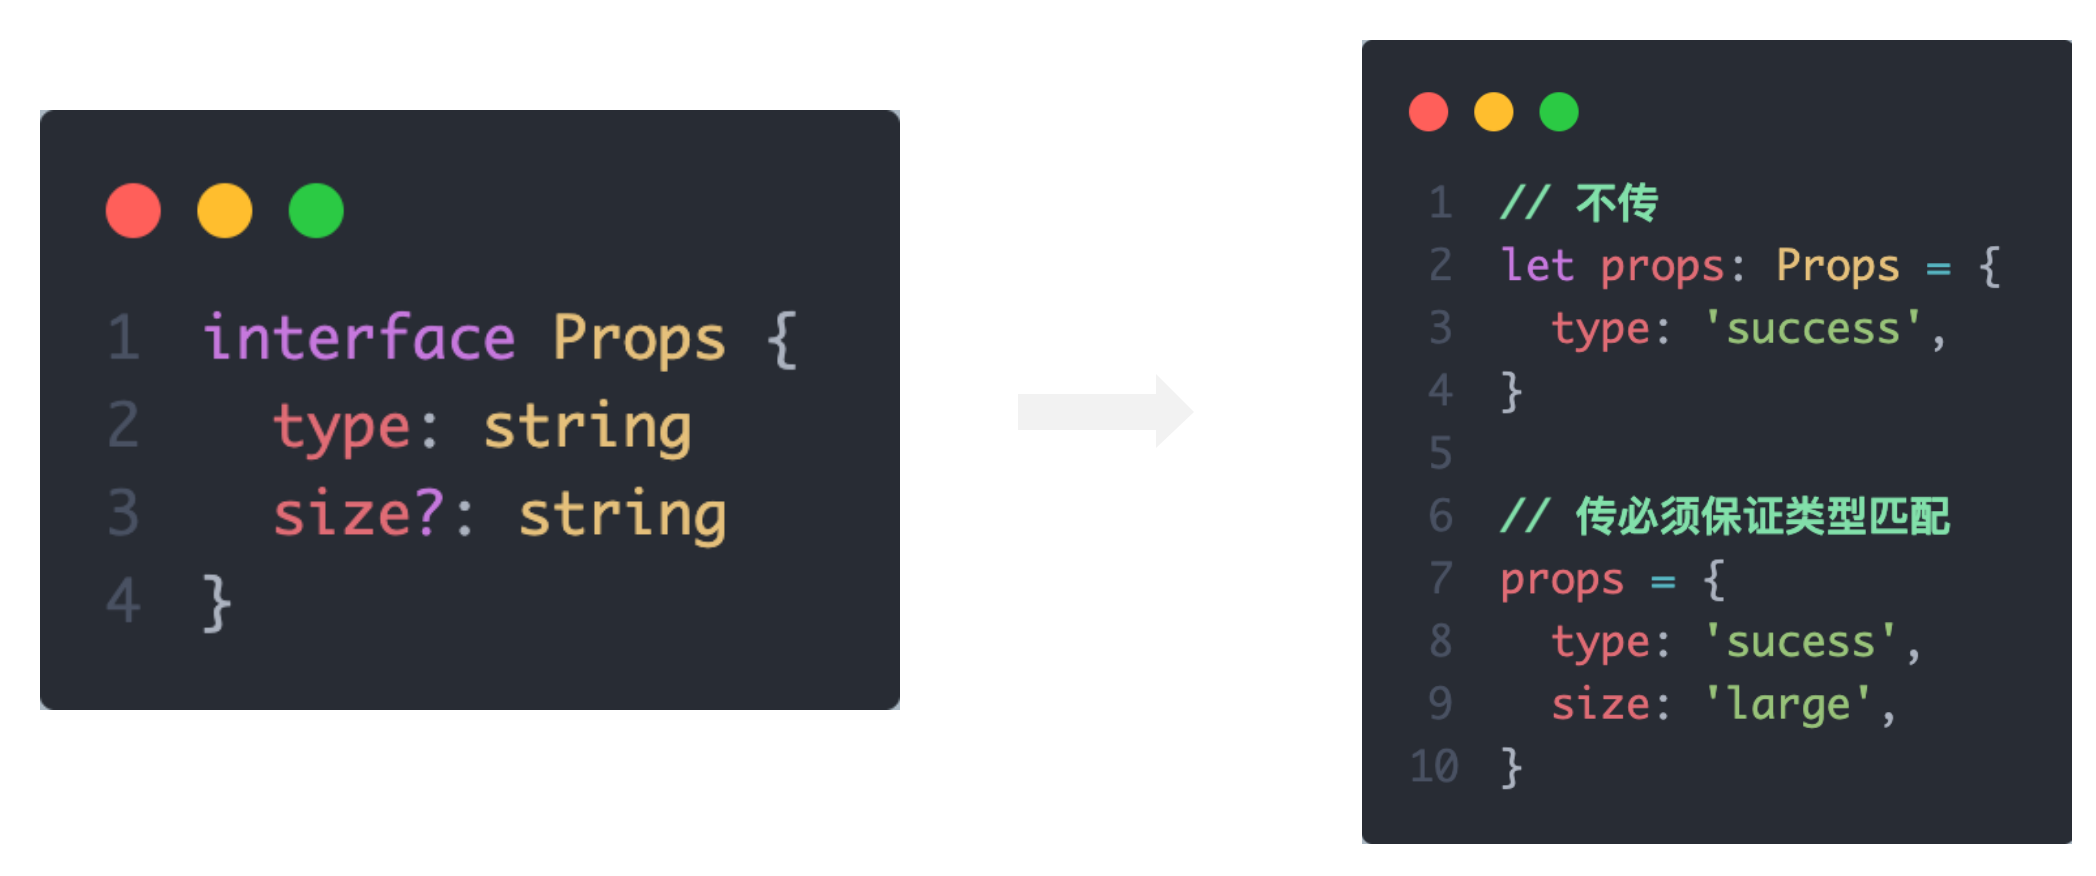 1 interface Props {
2 type: string
3 size?: string
4 }
1 // 不传
2 let props: Props = {
3 type: 'success',
4 }
5
6 // 传必须保证类型匹配
7 props = {
8 type: 'sucess',
9 size: 'large',
10 }